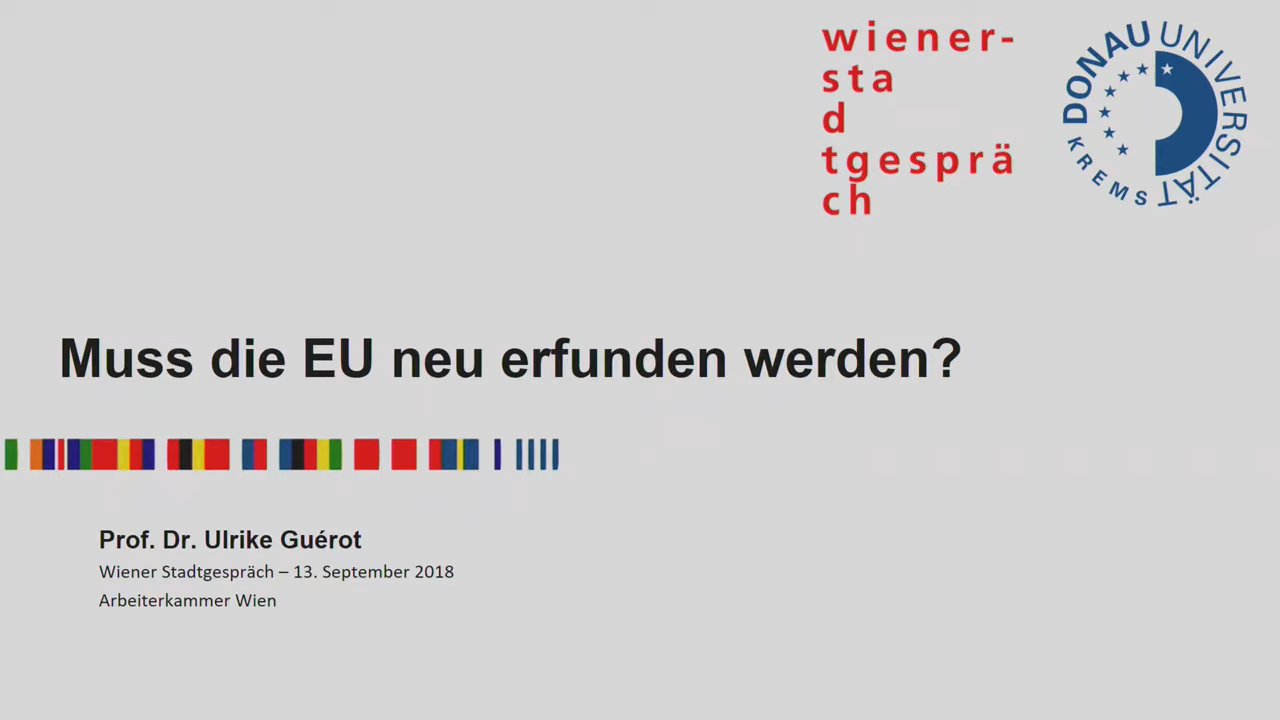 wiener-
sta
d
tgesprä
ch
DONAU UNIVERSITÄT
KREMS
Muss die EU neu erfunden werden?
Prof. Dr. Ulrike Guérot
Wiener Stadtgespräch – 13. September 2018
Arbeiterkammer Wien